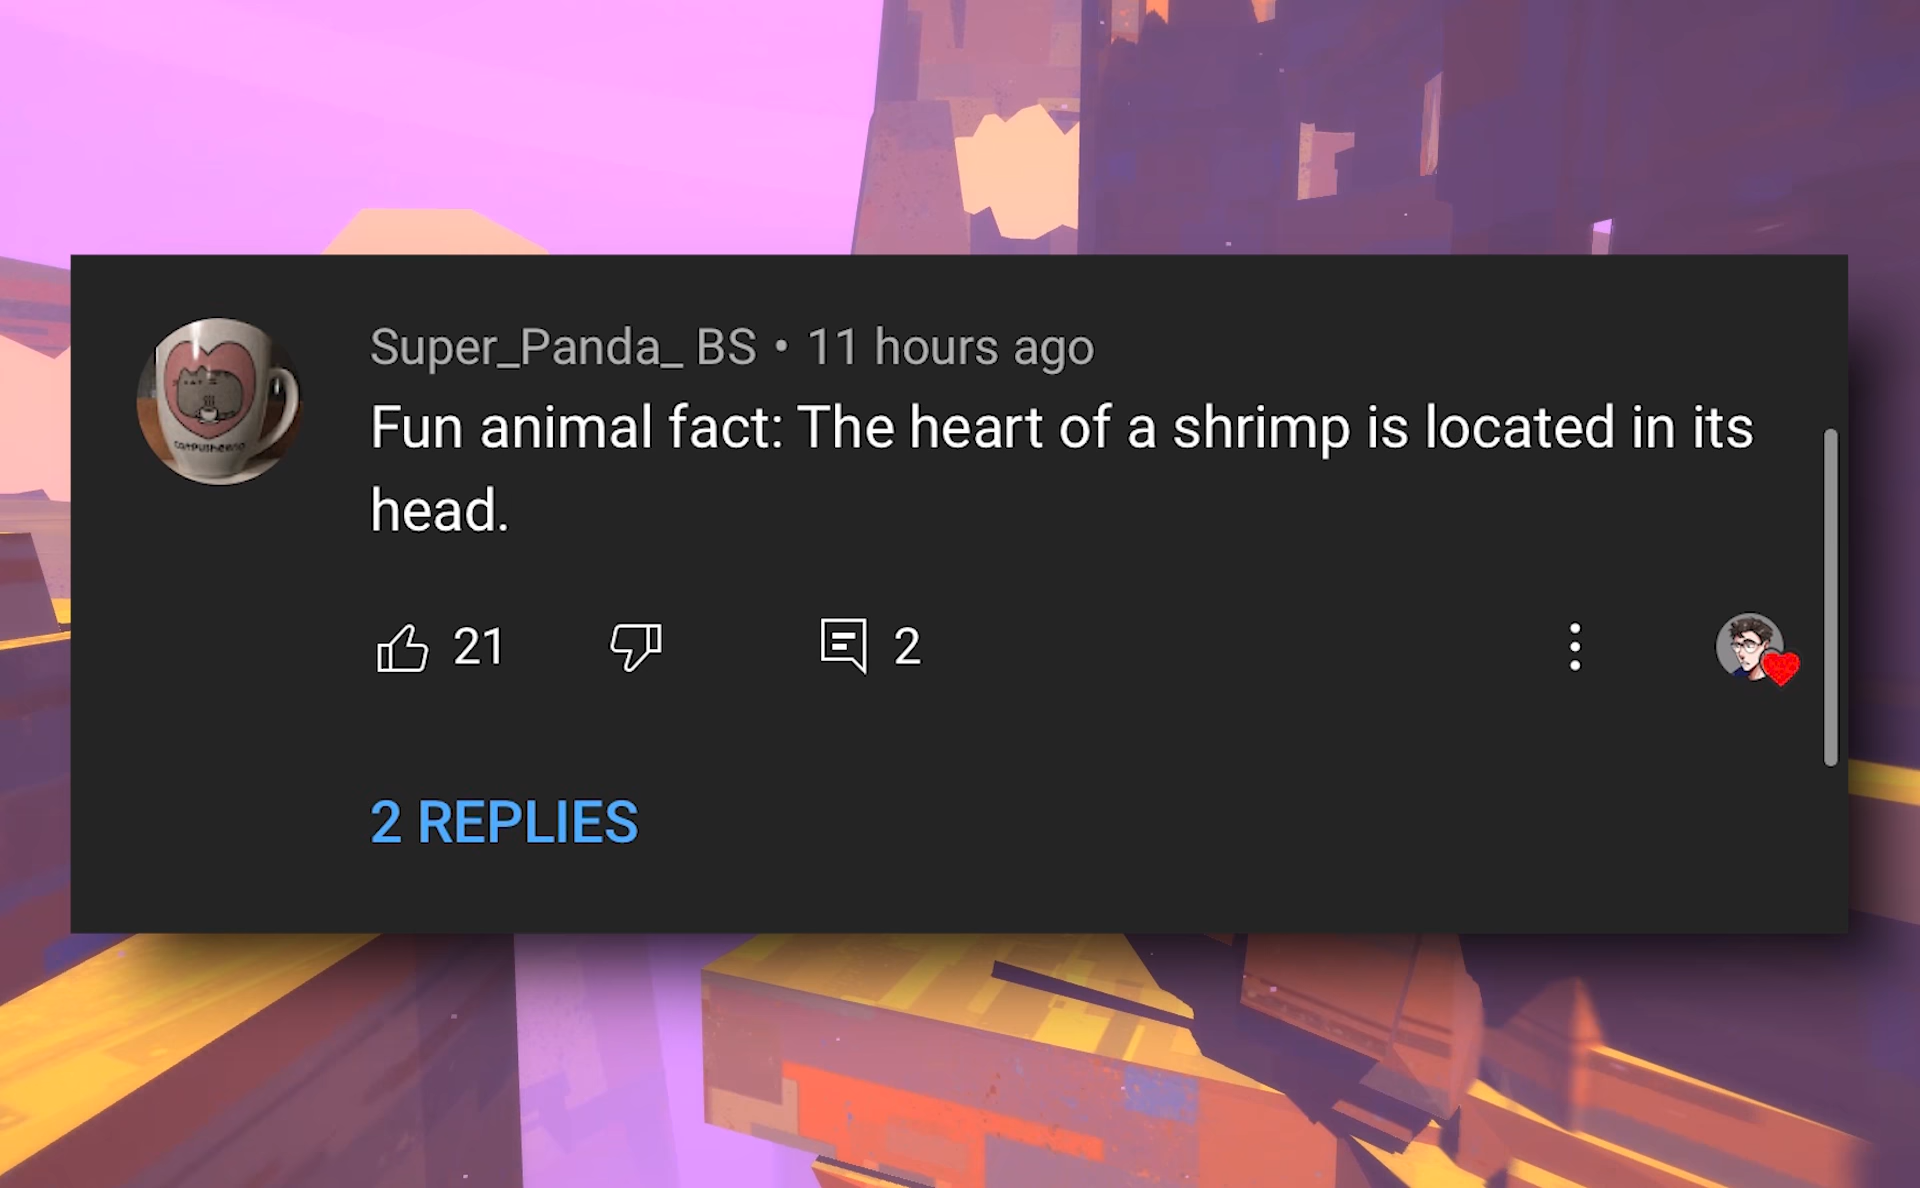 Super_Panda_ BS • 11 hours ago
Fun animal fact: The heart of a shrimp is located in its
head.
21
2
2 REPLIES